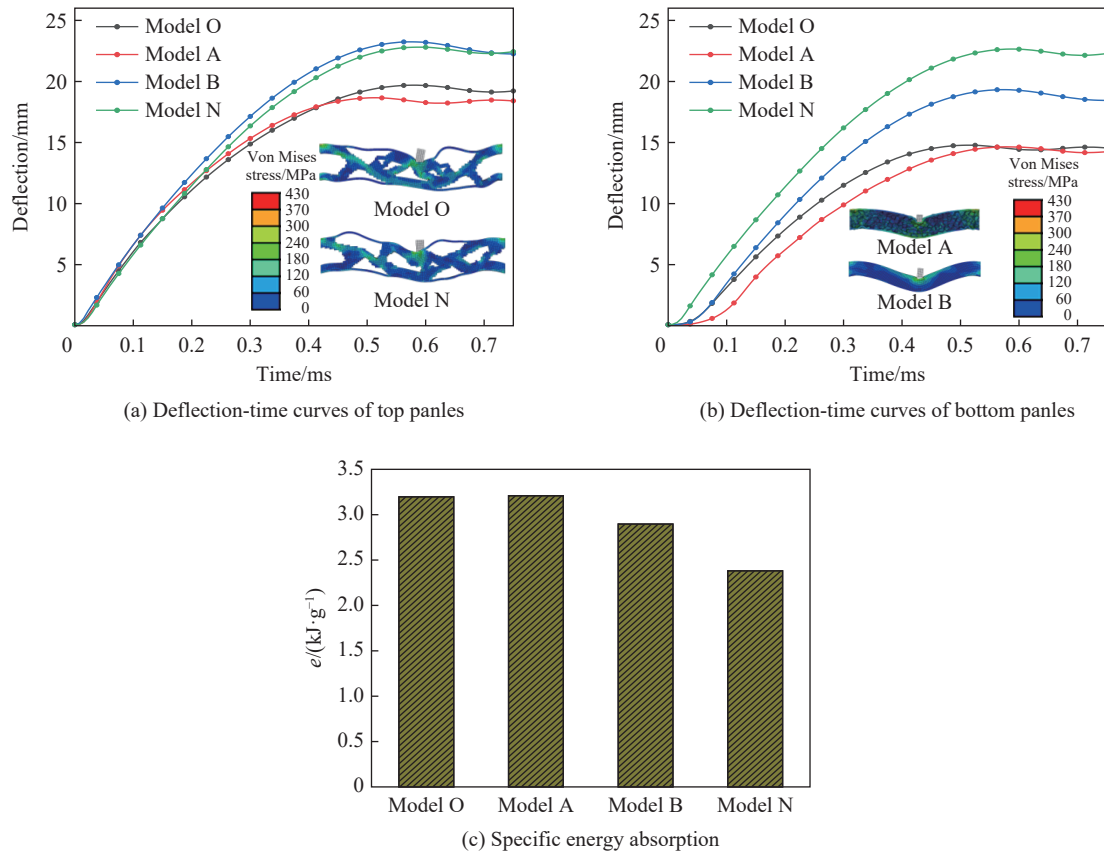 25
20
15
10
5
0
Deflection/mm
Model O
Model A
Model B
Model N
Von Mises
stress/MPa
430
370
300
240
180
120
60
0
Model O
Model N
0.1
0.2
0.3
0.4
0.5
0.6
0.7
Time/ms
(a) Deflection-time curves of top panles
25
20
15
10
5
0
Deflection/mm
Model O
Model A
Model B
Model N
Von Mises
stress/MPa
430
370
300
240
180
120
60
0
Model A
Model B
0.1
0.2
0.3
0.4
0.5
0.6
0.7
Time/ms
(b) Deflection-time curves of bottom panles
3.5
3.0
2.5
2.0
1.5
1.0
0.5
0
e/(kJ·g⁻¹)
Model O
Model A
Model B
Model N
(c) Specific energy absorption